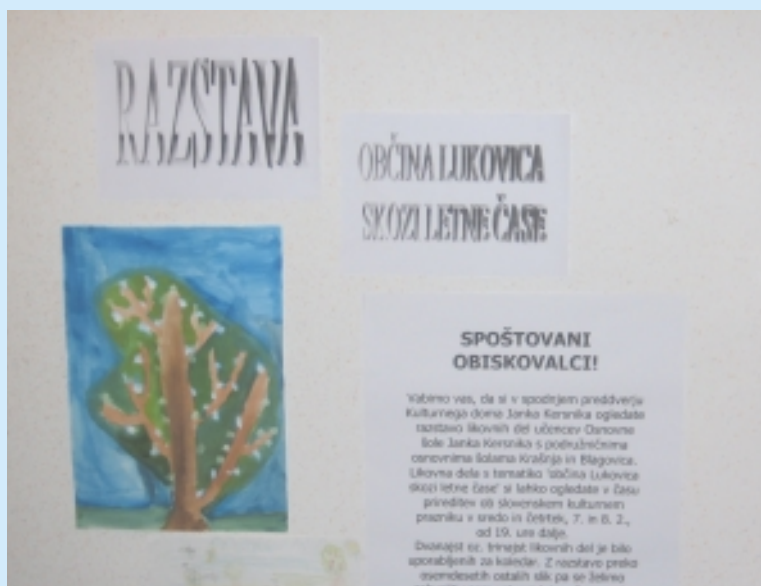 RAZSTAVA
OBČINA LUKOVICA
SKOZI LETNE ČASE
SPOŠTOVANI
OBISKOVALCI!
Vabimo vas, da si v spodnjem preddverju
Kulturnega doma Janka Kersnika ogledate
razstavo likovnih del učencev Osnovne
šole Janka Kersnika s podružničnima
osnovnima šolama Krašnja in Blagovica.
Likovna dela s tematiko 'občina Lukovica
skozi letne čase' si lahko ogledate v času
prireditev ob slovenskem kulturnem
prazniku v sredo in četrtek, 7. in 8. 2.,
od 19. ure dalje.
Dvanajst oz. trinajst likovnih del je bilo
uporabljenih za koledar. Z razstavo preko
osemdesetih ostalih slik pa se želimo